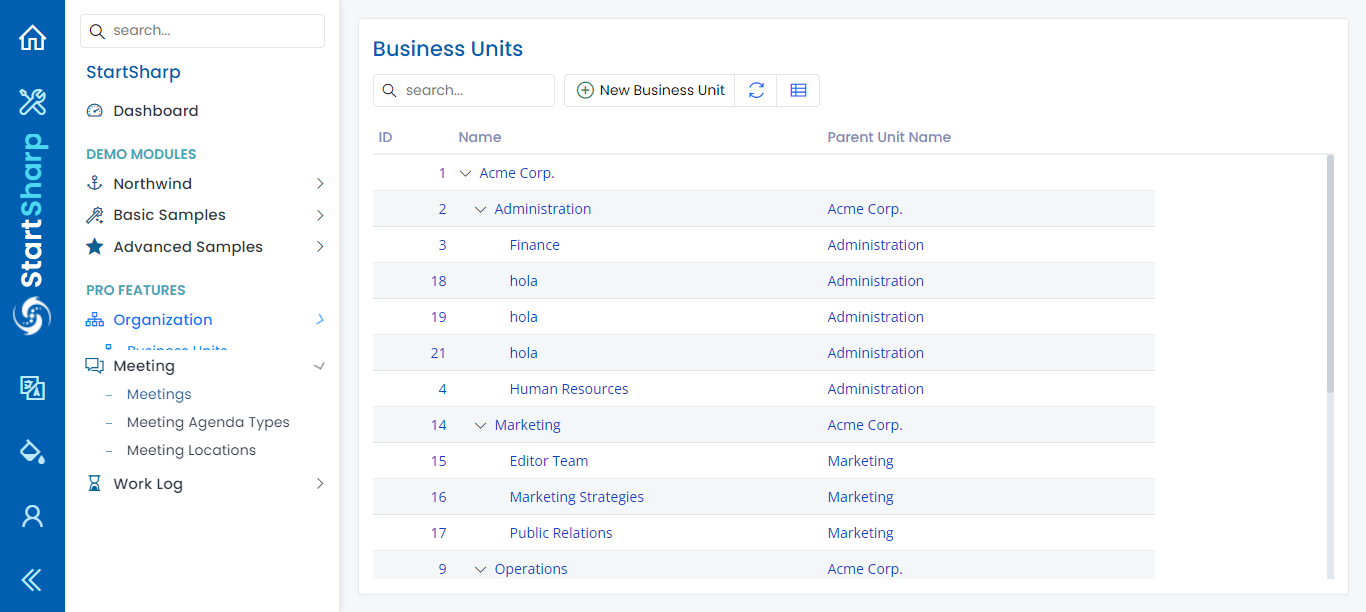 StartSharp
search...
StartSharp
Dashboard
DEMO MODULES
Northwind
Basic Samples
Advanced Samples
PRO FEATURES
Organization
Business Units
Meeting
Meetings
Meeting Agenda Types
Meeting Locations
Work Log
Business Units
search...
New Business Unit
ID Name Parent Unit Name
1 Acme Corp.
2 Administration Acme Corp.
3 Finance Administration
18 hola Administration
19 hola Administration
21 hola Administration
4 Human Resources Administration
14 Marketing Acme Corp.
15 Editor Team Marketing
16 Marketing Strategies Marketing
17 Public Relations Marketing
9 Operations Acme Corp.